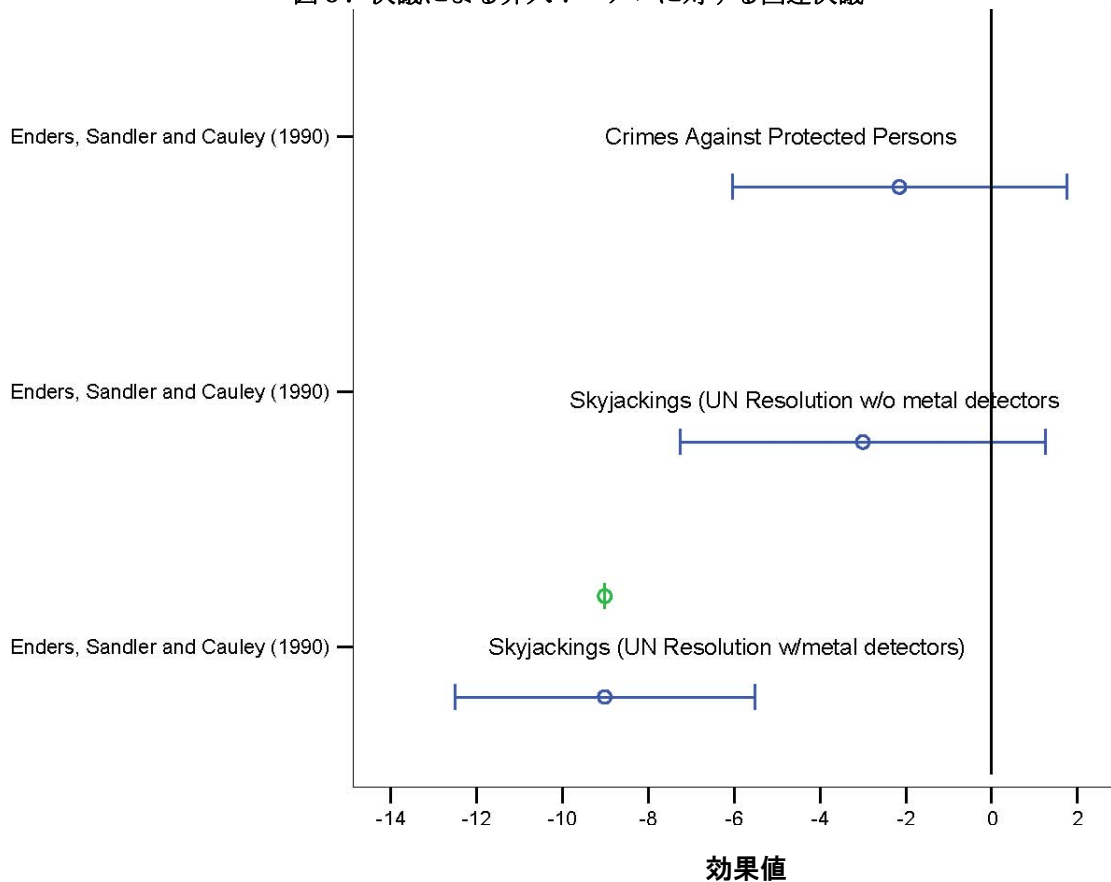 Enders, Sandler and Cauley (1990)
Crimes Against Protected Persons
Enders, Sandler and Cauley (1990)
Skyjackings (UN Resolution w/o metal detectors
Enders, Sandler and Cauley (1990)
Skyjackings (UN Resolution w/metal detectors)
-14 -12 -10 -8 -6 -4 -2 0 2
効果値